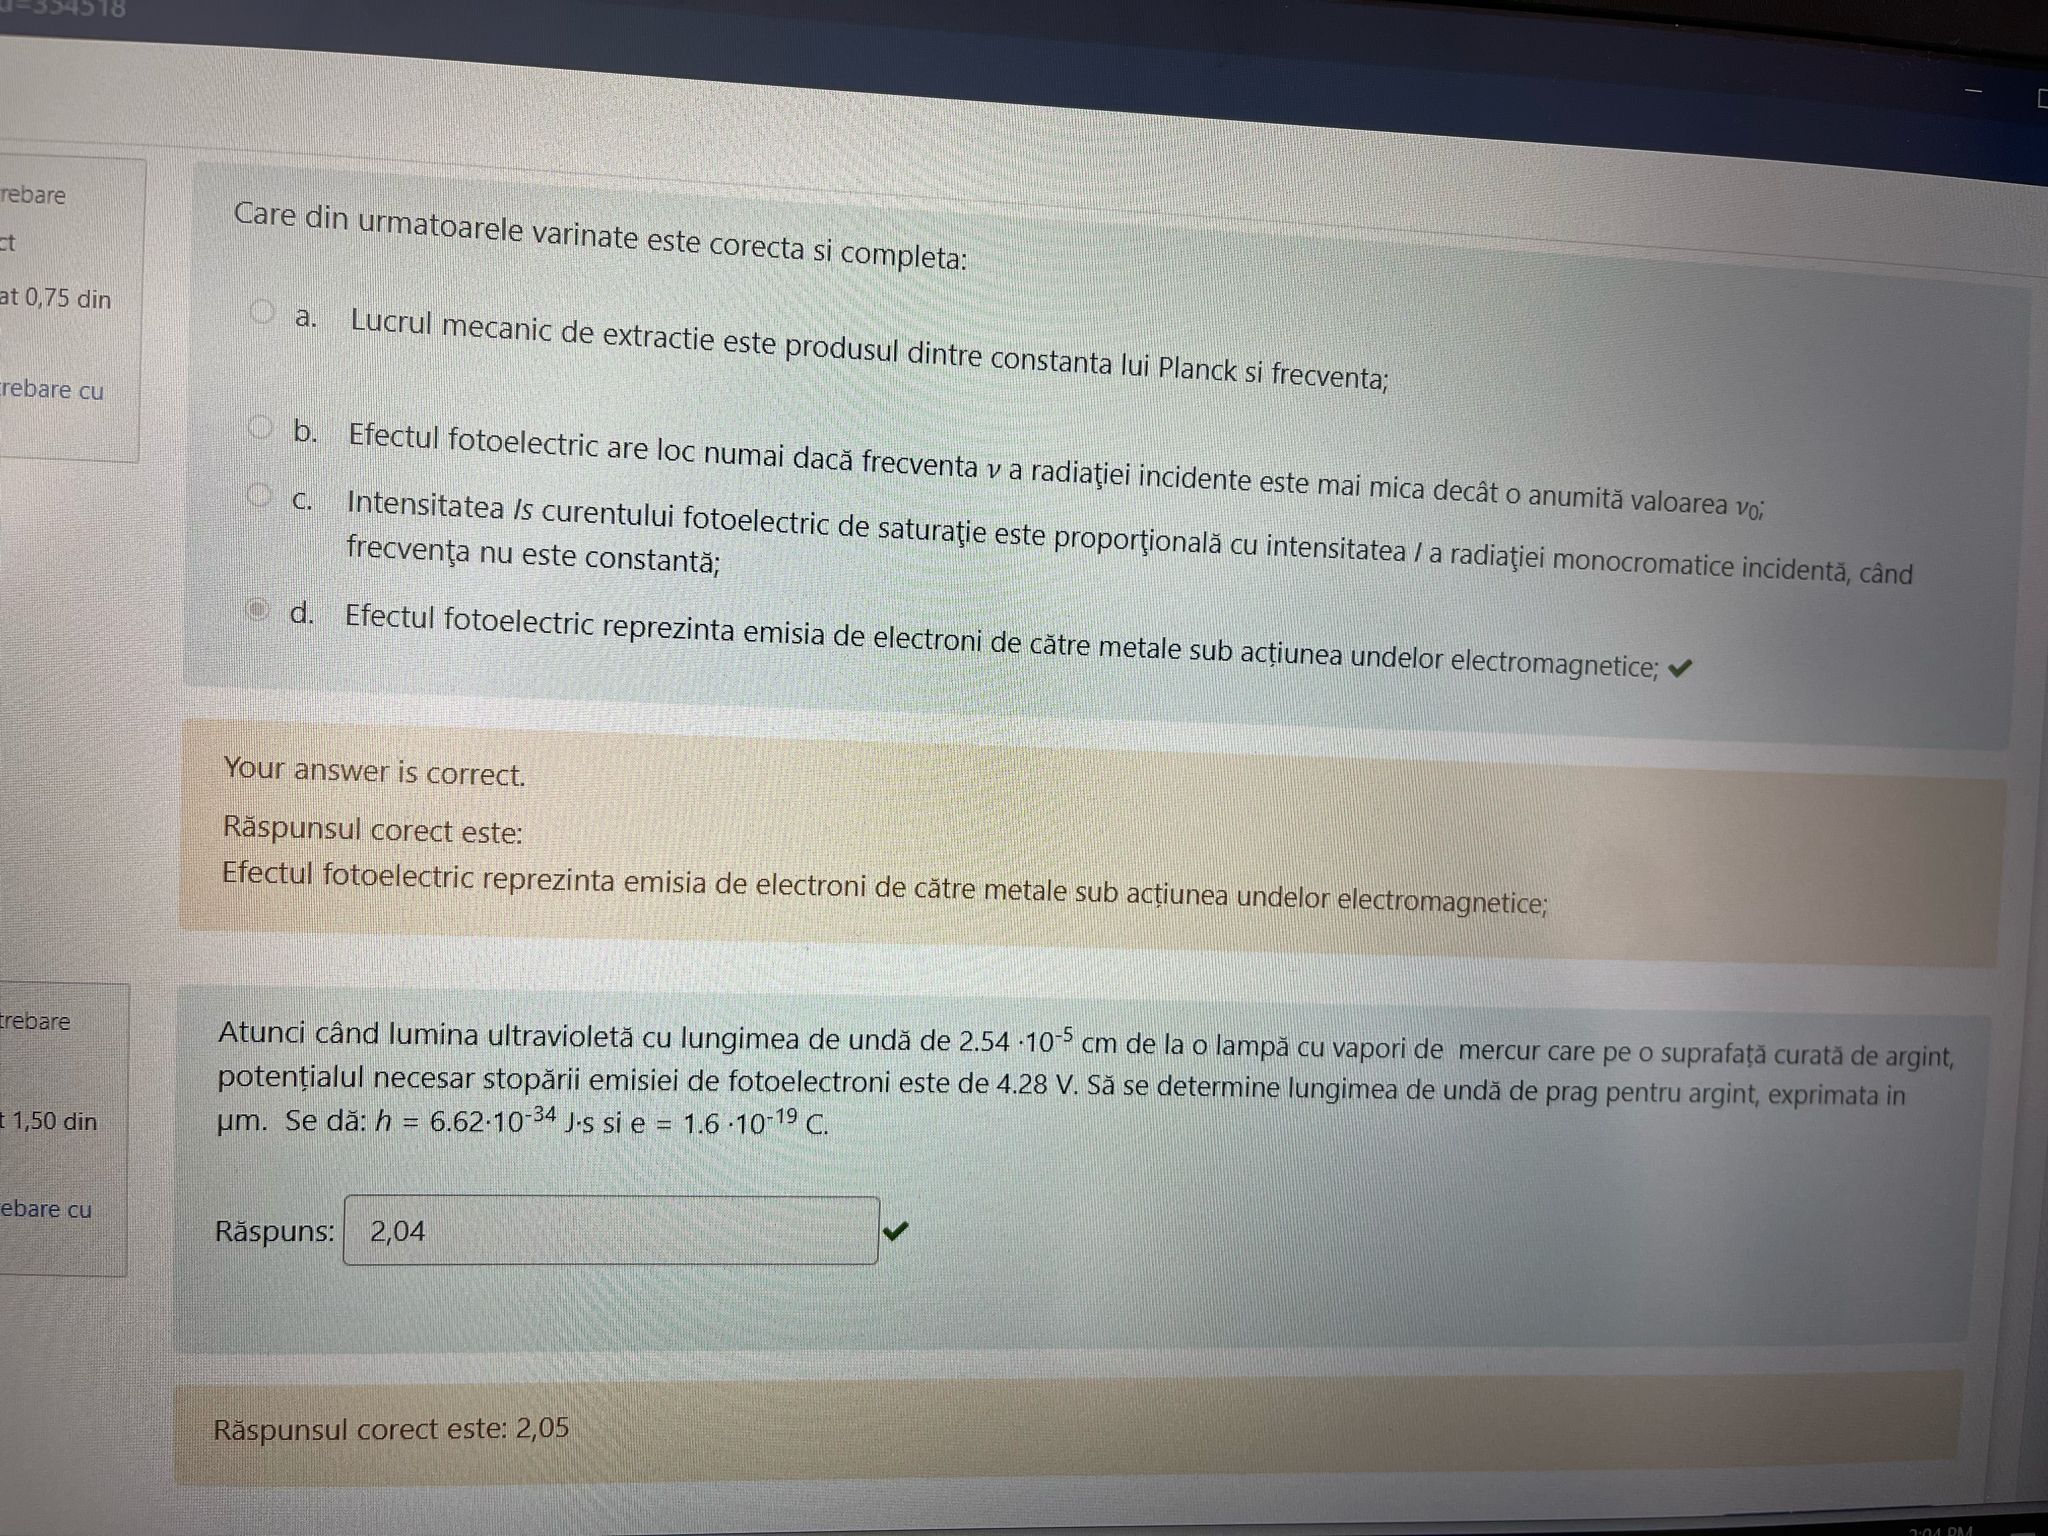 d=354518
rebare
ct
at 0,75 din
rebare cu
Care din urmatoarele varinate este corecta si completa:
a. Lucrul mecanic de extractie este produsul dintre constanta lui Planck si frecventa;
b. Efectul fotoelectric are loc numai dacă frecventa ν a radiaţiei incidente este mai mica decât o anumită valoarea ν0;
c. Intensitatea Is curentului fotoelectric de saturaţie este proporţională cu intensitatea I a radiaţiei monocromatice incidentă, când
frecvenţa nu este constantă;
d. Efectul fotoelectric reprezinta emisia de electroni de către metale sub acțiunea undelor electromagnetice; ✔
Your answer is correct.
Răspunsul corect este:
Efectul fotoelectric reprezinta emisia de electroni de către metale sub acțiunea undelor electromagnetice;
trebare
t 1,50 din
ebare cu
Atunci când lumina ultravioletă cu lungimea de undă de 2.54 ·10⁻⁵ cm de la o lampă cu vapori de mercur care pe o suprafață curată de argint,
potențialul necesar stopării emisiei de fotoelectroni este de 4.28 V. Să se determine lungimea de undă de prag pentru argint, exprimata in
μm. Se dă: h = 6.62·10⁻³⁴ J·s si e = 1.6 ·10⁻¹⁹ C.
Răspuns: 2,04 ✔
Răspunsul corect este: 2,05
2:04 PM